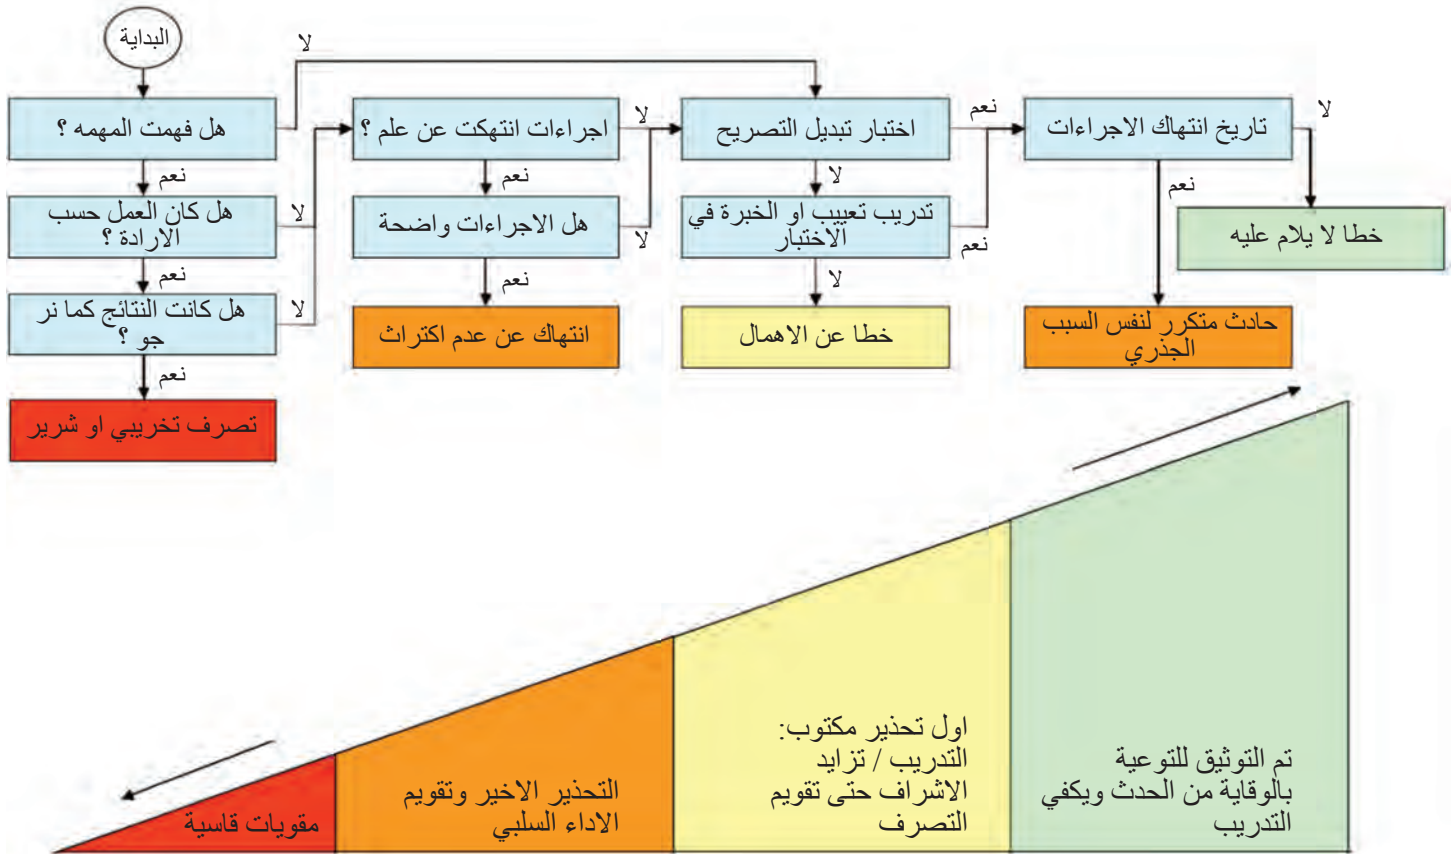 البداية
لا
هل فهمت المهمه ؟
نعم
هل كان العمل حسب
الارادة ؟
لا
نعم
هل كانت النتائج كما نر
جو ؟
لا
نعم
تصرف تخريبي او شرير
اجراءات انتهكت عن علم ؟
لا
نعم
هل الاجراءات واضحة
لا
نعم
انتهاك عن عدم اكتراث
اختبار تبديل التصريح
نعم
لا
تدريب تعييب او الخبرة في
الاختبار
نعم
لا
خطا عن الاهمال
تاريخ انتهاك الاجراءات
لا
نعم
خطا لا يلام عليه
حادث متكرر لنفس السبب
الجذري
مقويات قاسية
التحذير الاخير وتقويم
الاداء السلبي
اول تحذير مكتوب:
التدريب / تزايد
الاشراف حتى تقويم
التصرف
تم التوثيق للتوعية
بالوقاية من الحدث ويكفي
التدريب